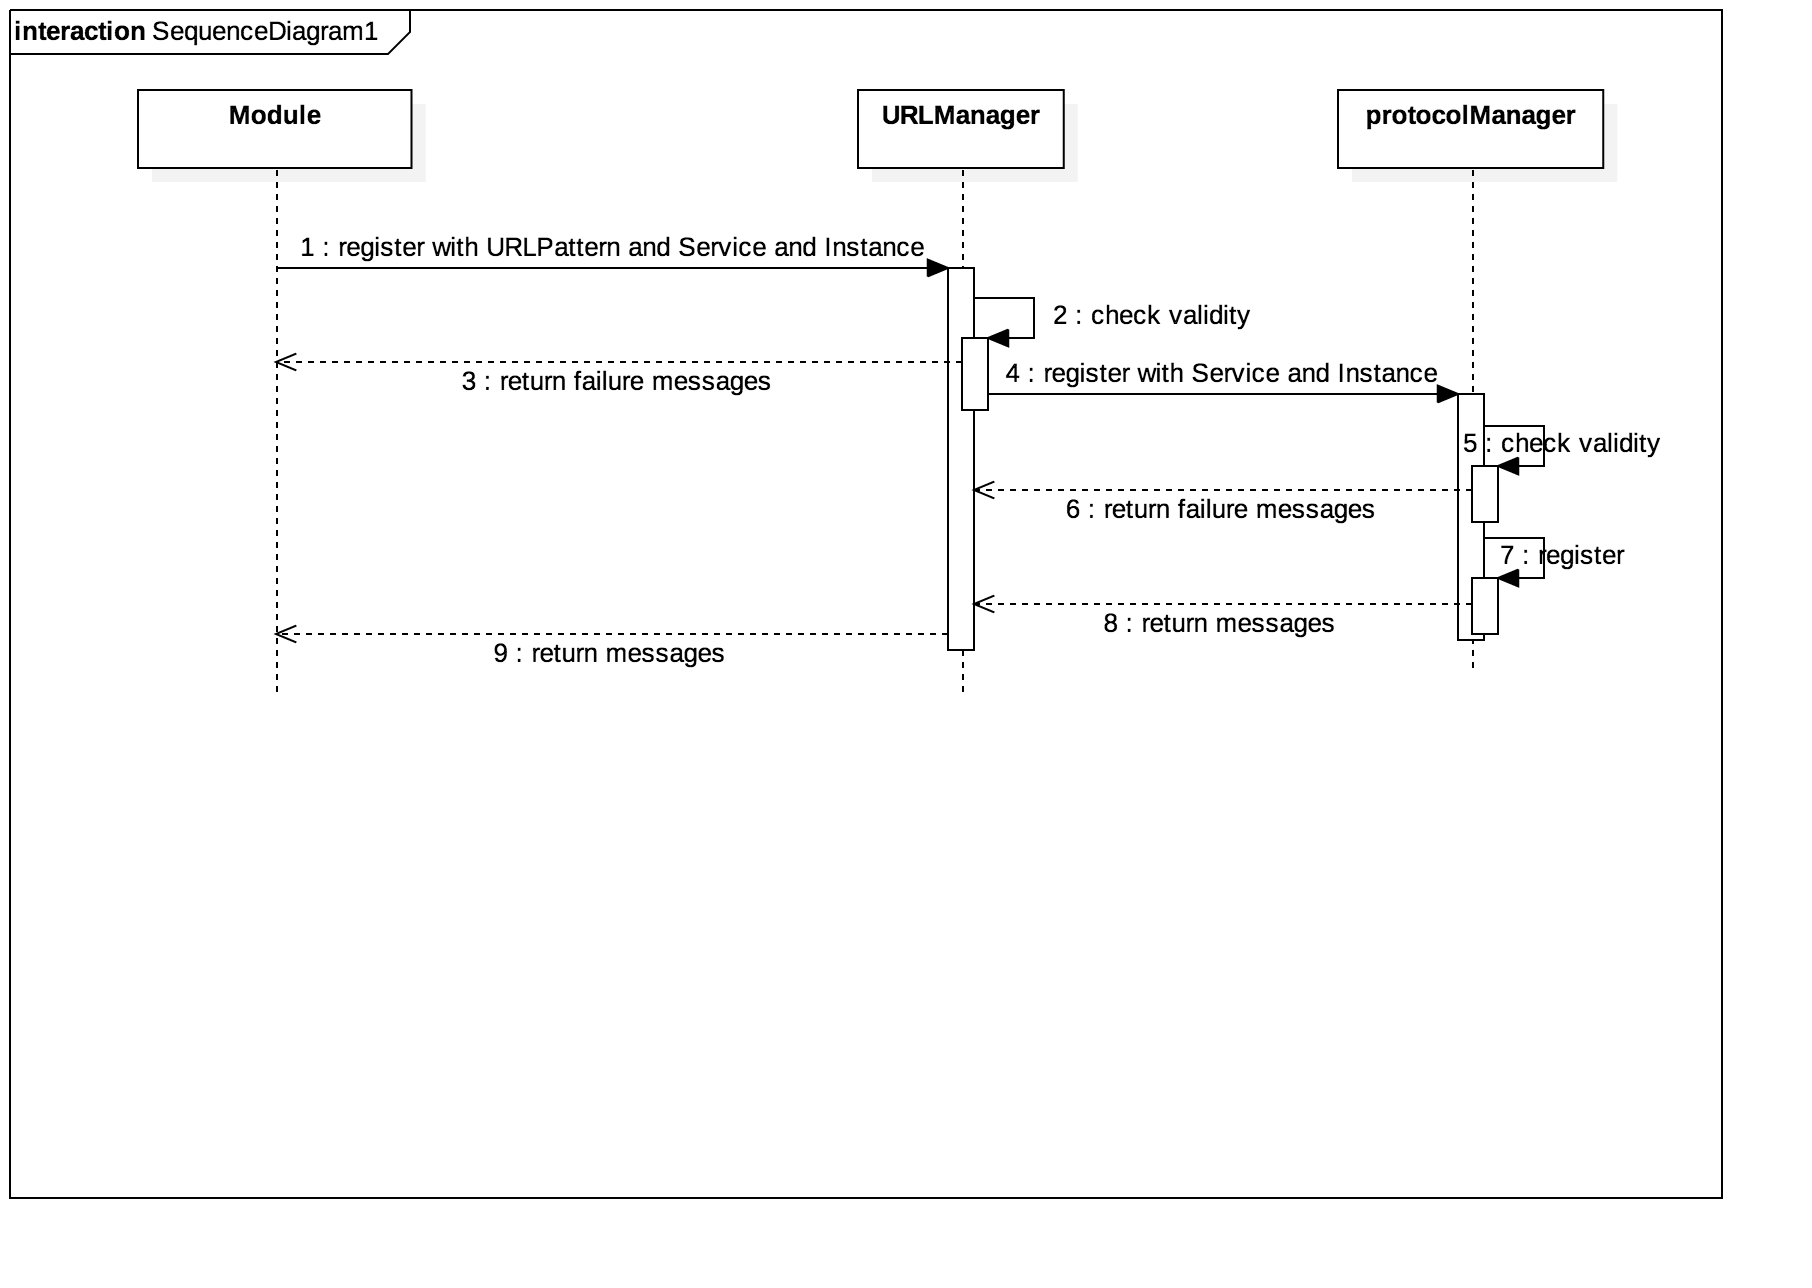 interaction SequenceDiagram1
Module
URLManager
protocolManager
1 : register with URLPattern and Service and Instance
2 : check validity
3 : return failure messages
4 : register with Service and Instance
5 : check validity
6 : return failure messages
7 : register
8 : return messages
9 : return messages